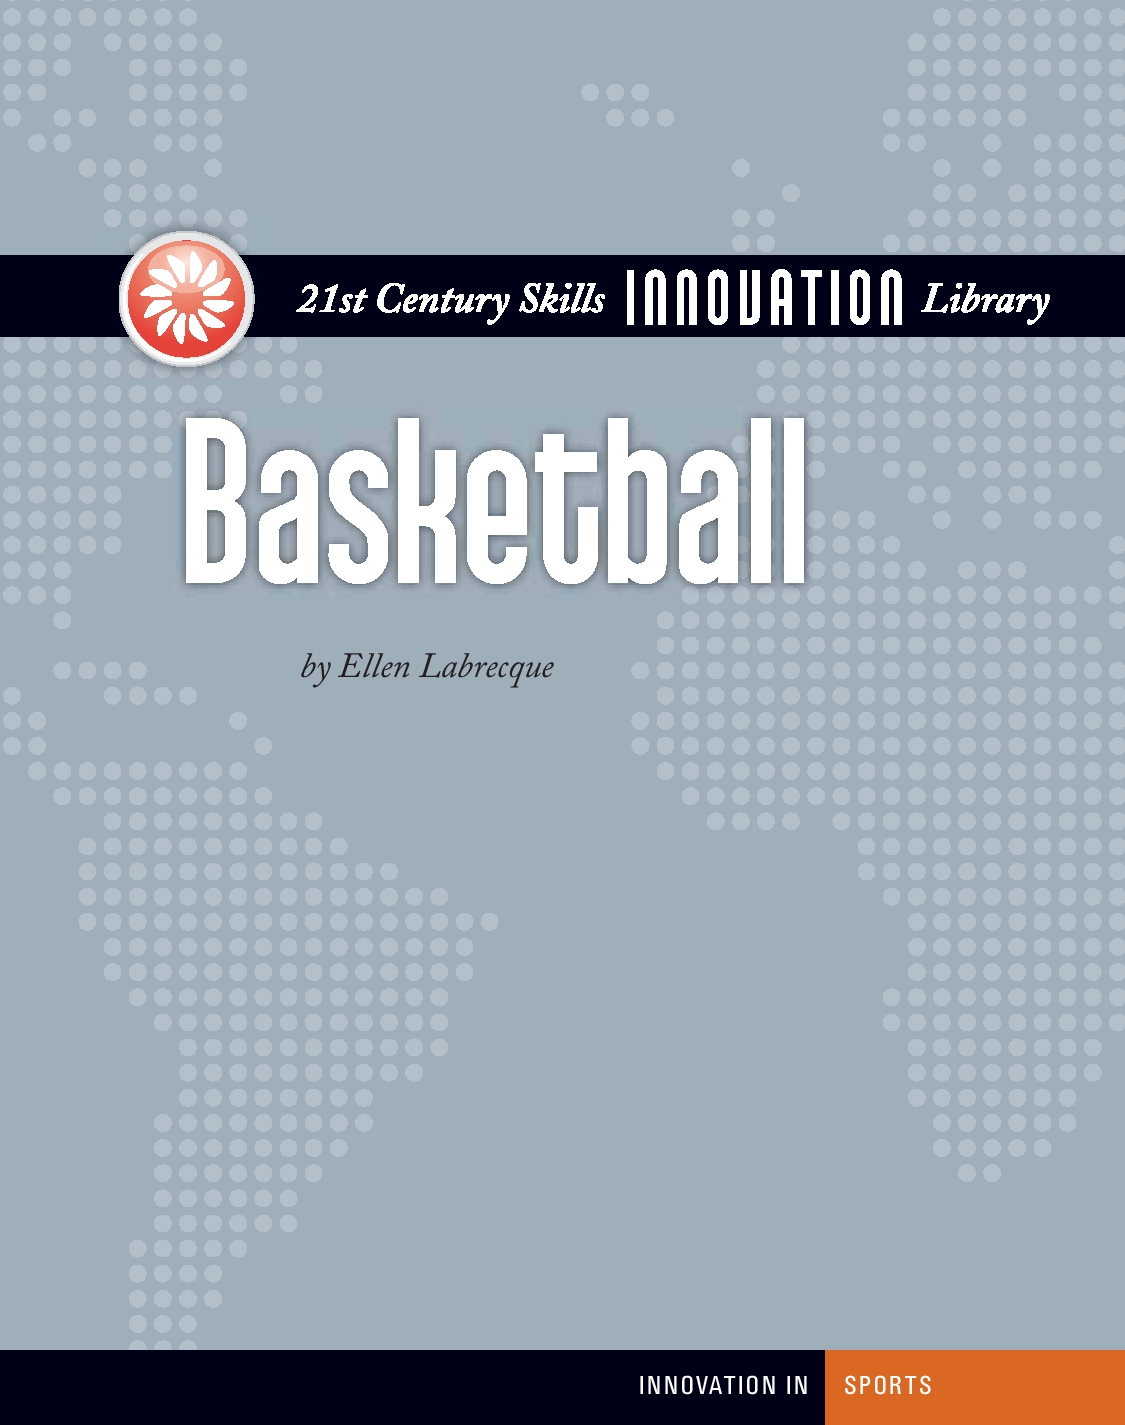 21st Century Skills INNOVATION Library
Basketball
by Ellen Labrecque
INNOVATION IN SPORTS